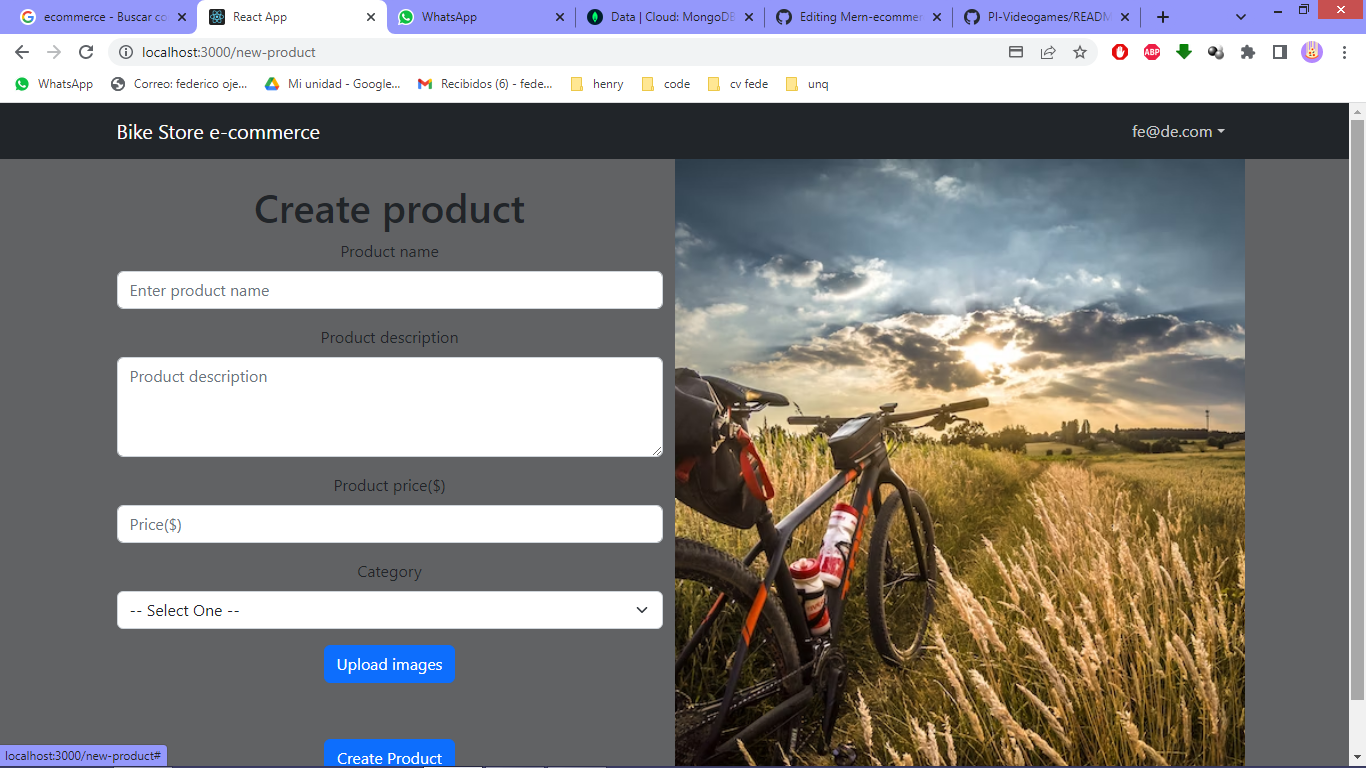 ecommerce - Buscar co
React App
WhatsApp
Data | Cloud: MongoDB
Editing Mern-ecommer
PI-Videogames/READM
localhost:3000/new-product
ABP
WhatsApp
Correo: federico oje...
Mi unidad - Google...
Recibidos (6) - fede...
henry
code
cv fede
unq
Bike Store e-commerce
fe@de.com
Create product
Product name
Enter product name
Product description
Product description
Product price($)
Price($)
Category
-- Select One --
Upload images
Create Product
localhost:3000/new-product#